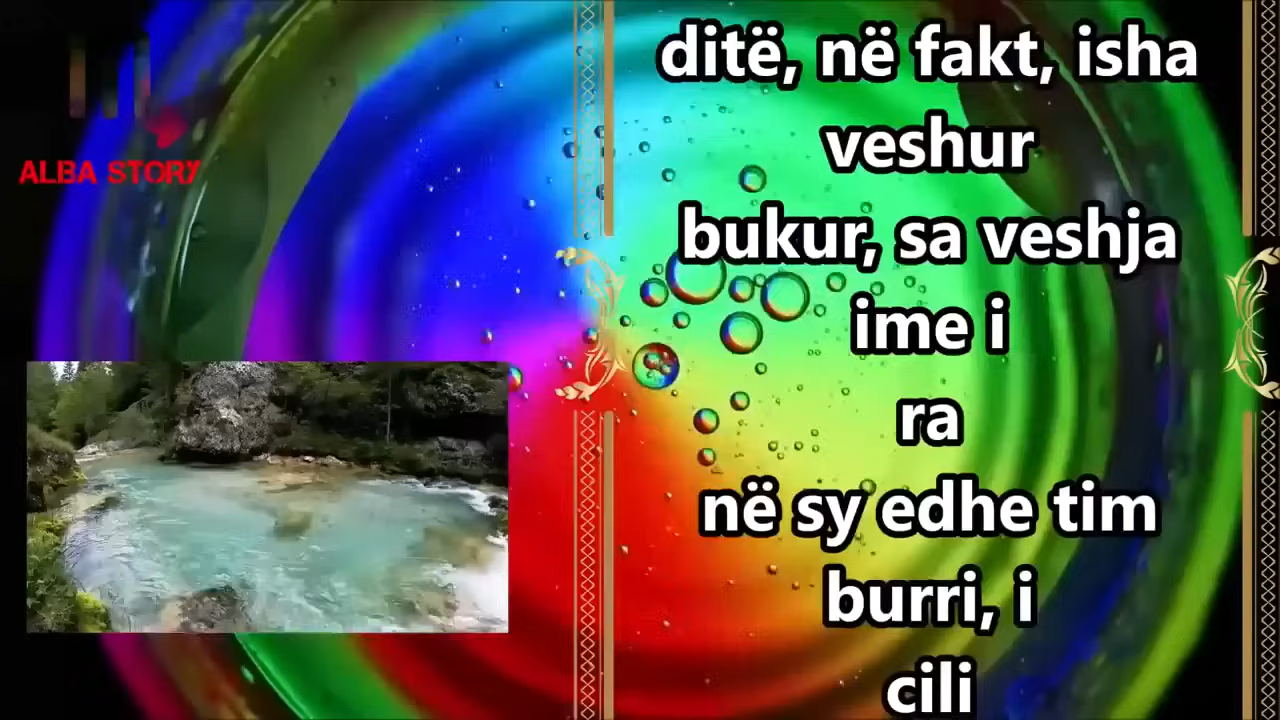 ALBA STORY
ditë, në fakt, isha
veshur
bukur, sa veshja
ime i
ra
në sy edhe tim
burri, i
cili